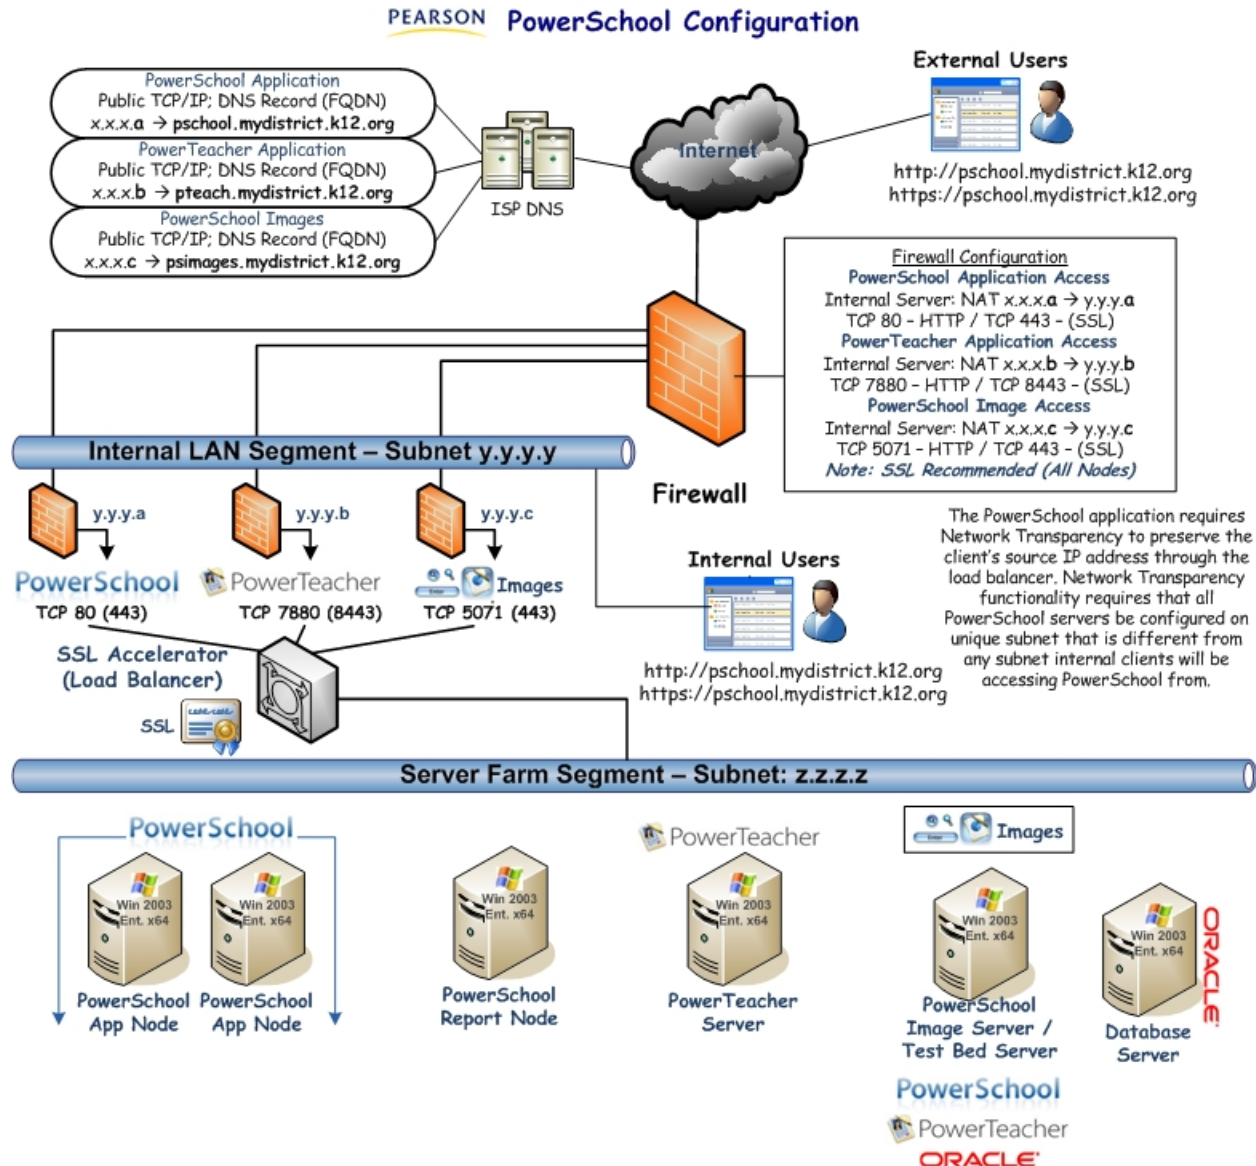 PEARSON PowerSchool Configuration
PowerSchool Application
Public TCP/IP; DNS Record (FQDN)
x.x.x.a → pschool.mydistrict.k12.org
PowerTeacher Application
Public TCP/IP; DNS Record (FQDN)
x.x.x.b → pteach.mydistrict.k12.org
PowerSchool Images
Public TCP/IP; DNS Record (FQDN)
x.x.x.c → psimages.mydistrict.k12.org
ISP DNS
Internet
External Users
http://pschool.mydistrict.k12.org
https://pschool.mydistrict.k12.org
Firewall Configuration
PowerSchool Application Access
Internal Server: NAT x.x.x.a → y.y.y.a
TCP 80 - HTTP / TCP 443 - (SSL)
PowerTeacher Application Access
Internal Server: NAT x.x.x.b → y.y.y.b
TCP 7880 - HTTP / TCP 8443 - (SSL)
PowerSchool Image Access
Internal Server: NAT x.x.x.c → y.y.y.c
TCP 5071 - HTTP / TCP 443 - (SSL)
Note: SSL Recommended (All Nodes)
Firewall
Internal LAN Segment – Subnet y.y.y.y
y.y.y.a
y.y.y.b
y.y.y.c
PowerSchool
TCP 80 (443)
PowerTeacher
TCP 7880 (8443)
Enter
Images
TCP 5071 (443)
Internal Users
http://pschool.mydistrict.k12.org
https://pschool.mydistrict.k12.org
The PowerSchool application requires
Network Transparency to preserve the
client's source IP address through the
load balancer. Network Transparency
functionality requires that all
PowerSchool servers be configured on
unique subnet that is different from
any subnet internal clients will be
accessing PowerSchool from.
SSL Accelerator
(Load Balancer)
SSL
Server Farm Segment – Subnet: z.z.z.z
PowerSchool
Win 2003
Ent. x64
PowerSchool
App Node
Win 2003
Ent. x64
PowerSchool
App Node
Win 2003
Ent. x64
PowerSchool
Report Node
PowerTeacher
Win 2003
Ent. x64
PowerTeacher
Server
Enter
Images
Win 2003
Ent. x64
PowerSchool
Image Server /
Test Bed Server
PowerSchool
PowerTeacher
ORACLE
Win 2003
Ent. x64
ORACLE
Database
Server